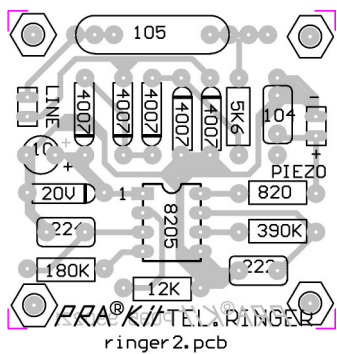 105
LINE
4007
4007
4007
4007
4007
5K6
104
-
+
PIEZO
10
+
20V
1
8205
820
224
390K
180K
222
12K
PRA®Kit TEL.RINGER
ringer2.pcb